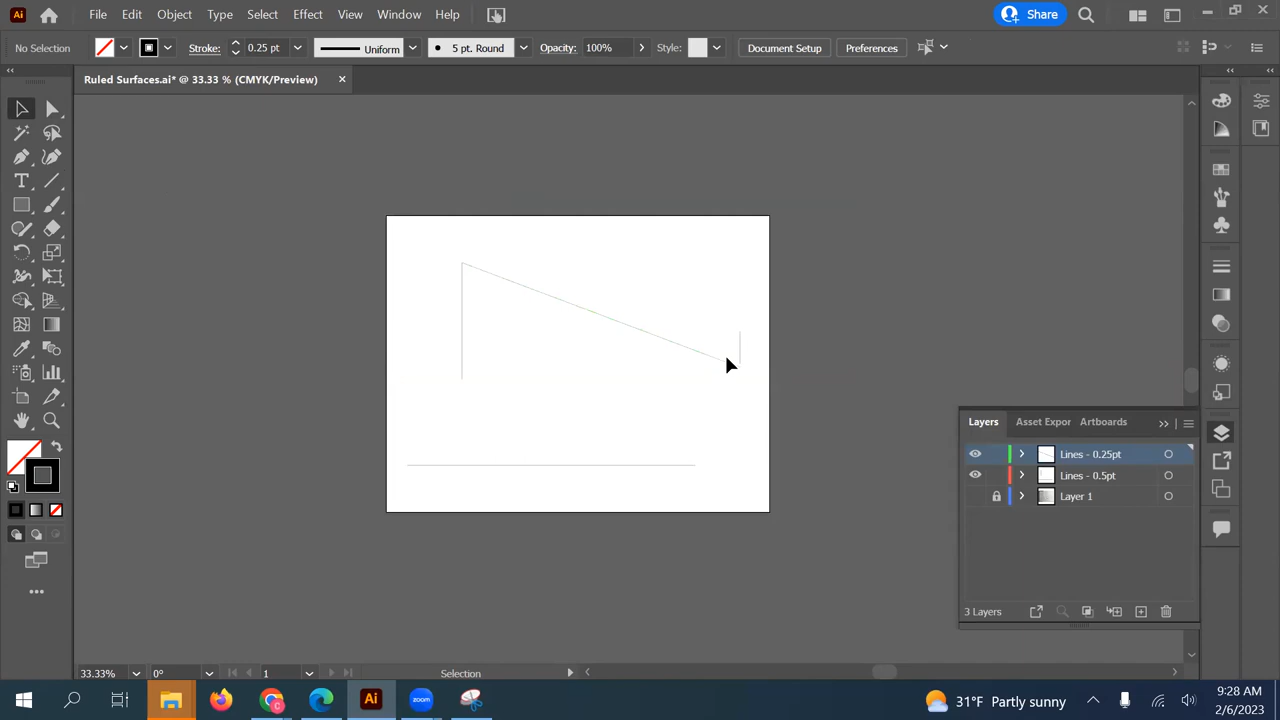 Ai File Edit Object Type Select Effect View Window Help Share
No Selection Stroke: 0.25 pt Uniform 5 pt. Round Opacity: 100% Style: Document Setup Preferences
Ruled Surfaces.ai* @ 33.33 % (CMYK/Preview)
Layers Asset Expor Artboards
Lines - 0.25pt
Lines - 0.5pt
Layer 1
3 Layers
33.33% 0° 1 Selection
Ai zoom 31°F Partly sunny 9:28 AM
2/6/2023